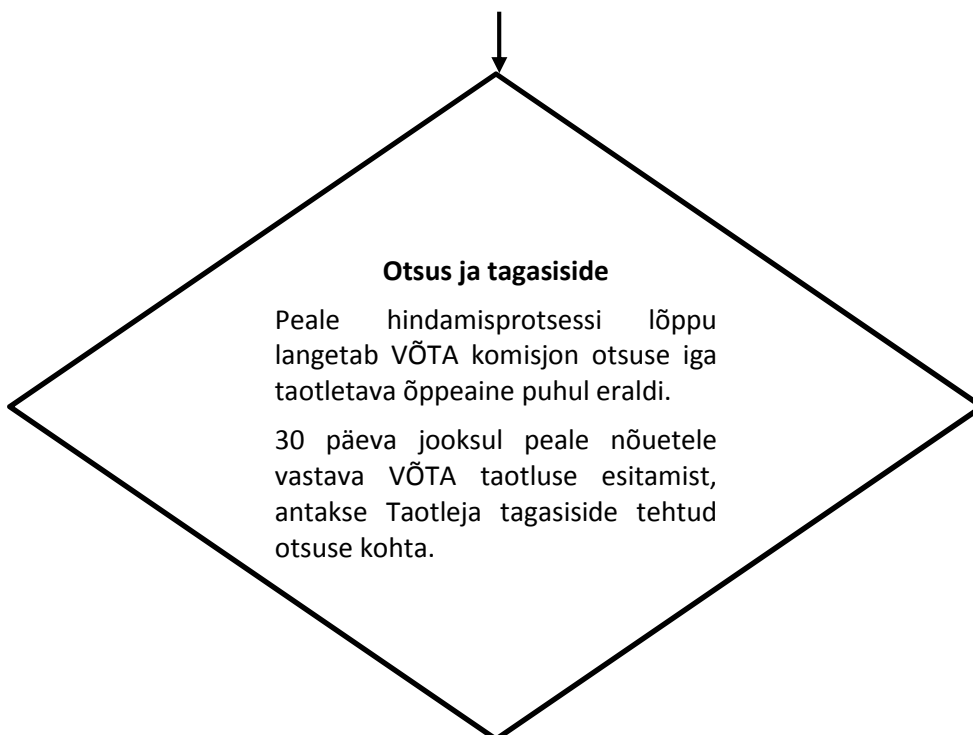 Otsus ja tagasiside
Peale hindamisprotsessi lõppu
langetab VÕTA komisjon otsuse iga
taotletava õppeaine puhul eraldi.
30 päeva jooksul peale nõuetele
vastava VÕTA taotluse esitamist,
antakse Taotleja tagasiside tehtud
otsuse kohta.